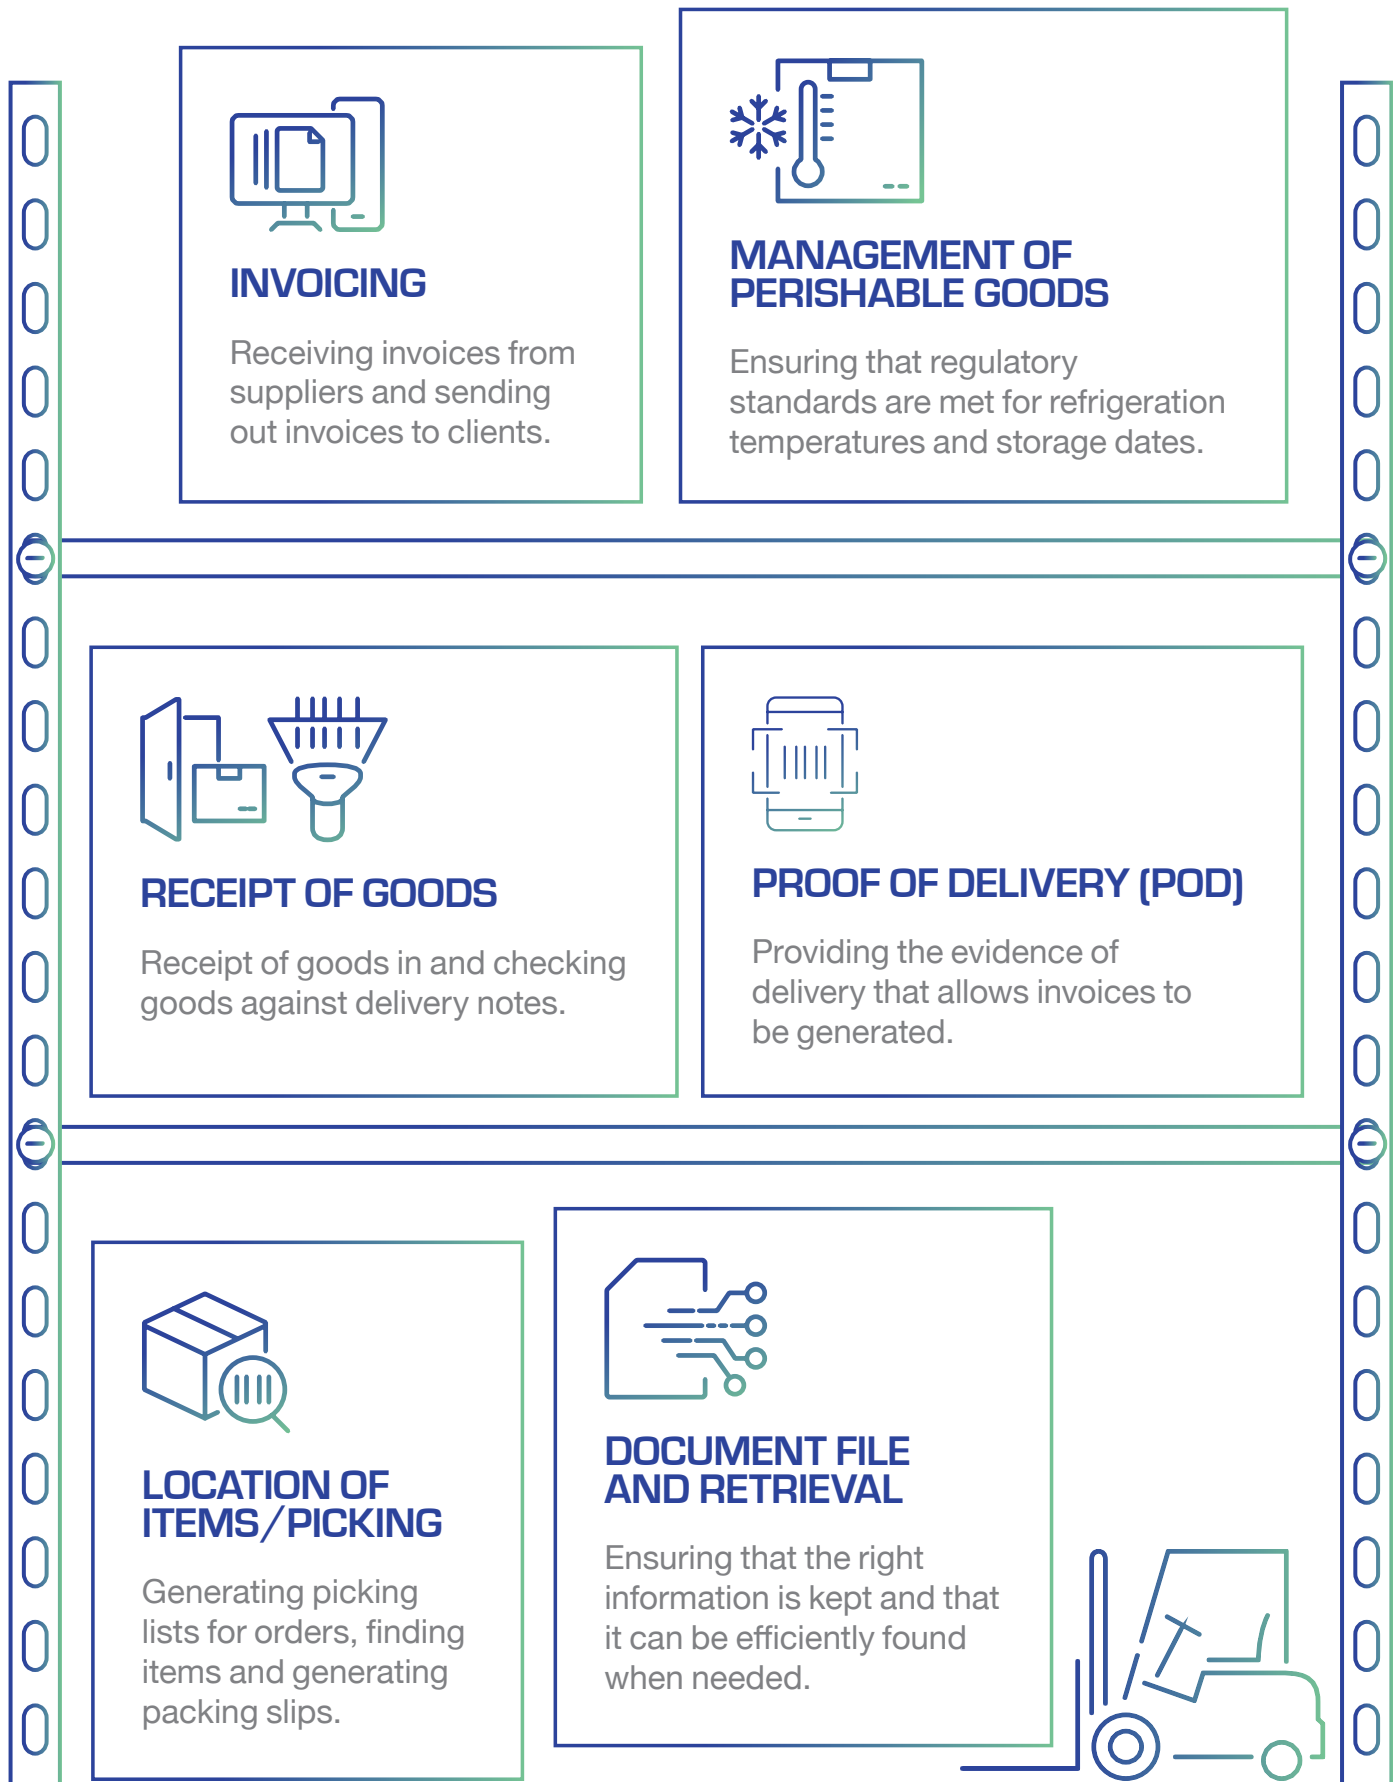 INVOICING
Receiving invoices from
suppliers and sending
out invoices to clients.
MANAGEMENT OF
PERISHABLE GOODS
Ensuring that regulatory
standards are met for refrigeration
temperatures and storage dates.
RECEIPT OF GOODS
Receipt of goods in and checking
goods against delivery notes.
PROOF OF DELIVERY (POD)
Providing the evidence of
delivery that allows invoices to
be generated.
LOCATION OF
ITEMS/PICKING
Generating picking
lists for orders, finding
items and generating
packing slips.
DOCUMENT FILE
AND RETRIEVAL
Ensuring that the right
information is kept and that
it can be efficiently found
when needed.